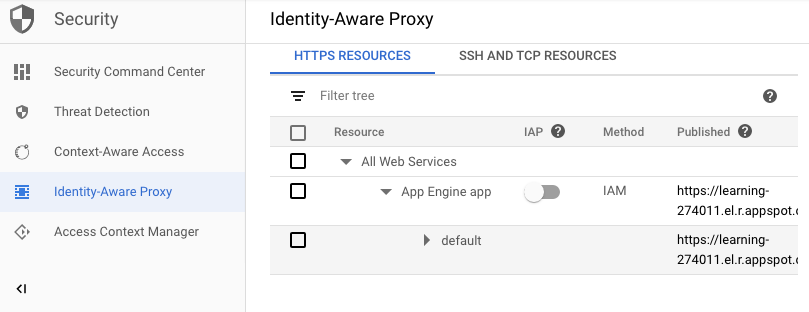 Security
Identity-Aware Proxy
HTTPS RESOURCES
SSH AND TCP RESOURCES
Security Command Center
Threat Detection
Context-Aware Access
Identity-Aware Proxy
Access Context Manager
Filter tree
Resource IAP Method Published
All Web Services
App Engine app IAM https://learning-
274011.el.r.appspot.
default https://learning-
274011.el.r.appspot.